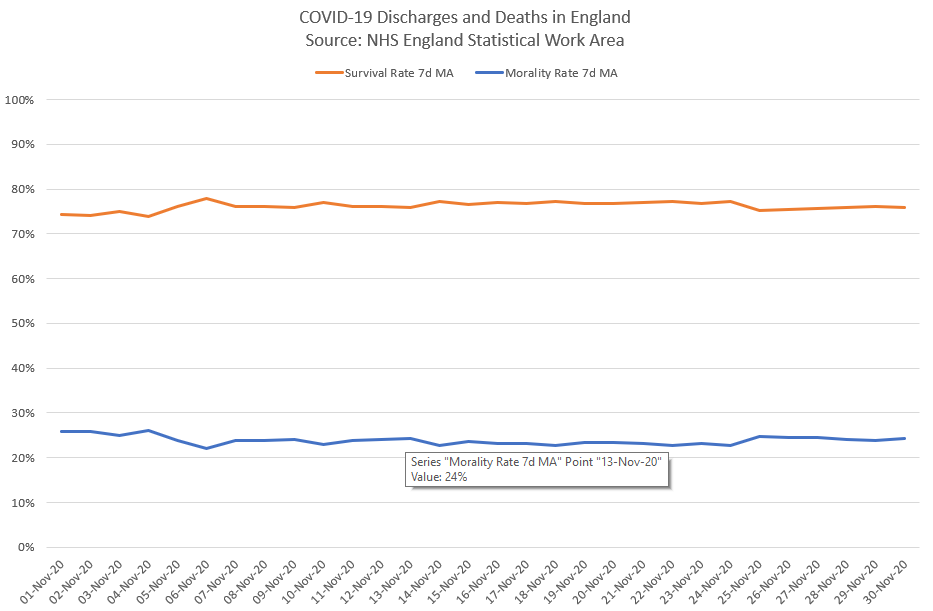 COVID-19 Discharges and Deaths in England
Source: NHS England Statistical Work Area
Survival Rate 7d MA
Morality Rate 7d MA
100%
90%
80%
70%
60%
50%
40%
30%
20%
10%
0%
Series "Morality Rate 7d MA" Point "13-Nov-20"
Value: 24%
01-Nov-20
02-Nov-20
03-Nov-20
04-Nov-20
05-Nov-20
06-Nov-20
07-Nov-20
08-Nov-20
09-Nov-20
10-Nov-20
11-Nov-20
12-Nov-20
13-Nov-20
14-Nov-20
15-Nov-20
16-Nov-20
17-Nov-20
18-Nov-20
19-Nov-20
20-Nov-20
21-Nov-20
22-Nov-20
23-Nov-20
24-Nov-20
25-Nov-20
26-Nov-20
27-Nov-20
28-Nov-20
29-Nov-20
30-Nov-20